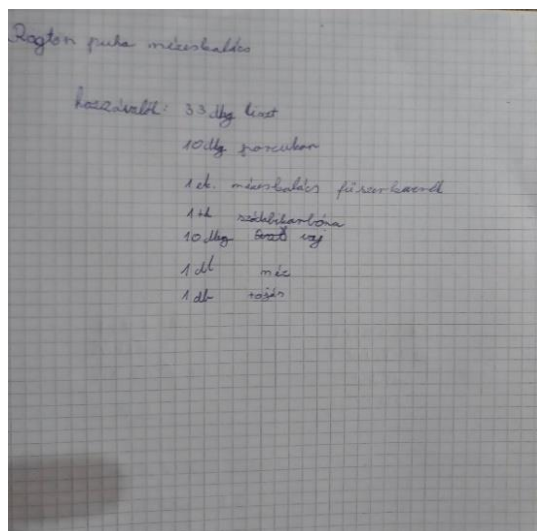 Rögtön puha mézeskalács
hozzávalók: 33 dkg liszt
10 dkg porcukor
1 ek. mézeskalács fűszerkeverék
1 tk szódabikarbóna
10 dkg vaj
1 dl méz
1 db tojás